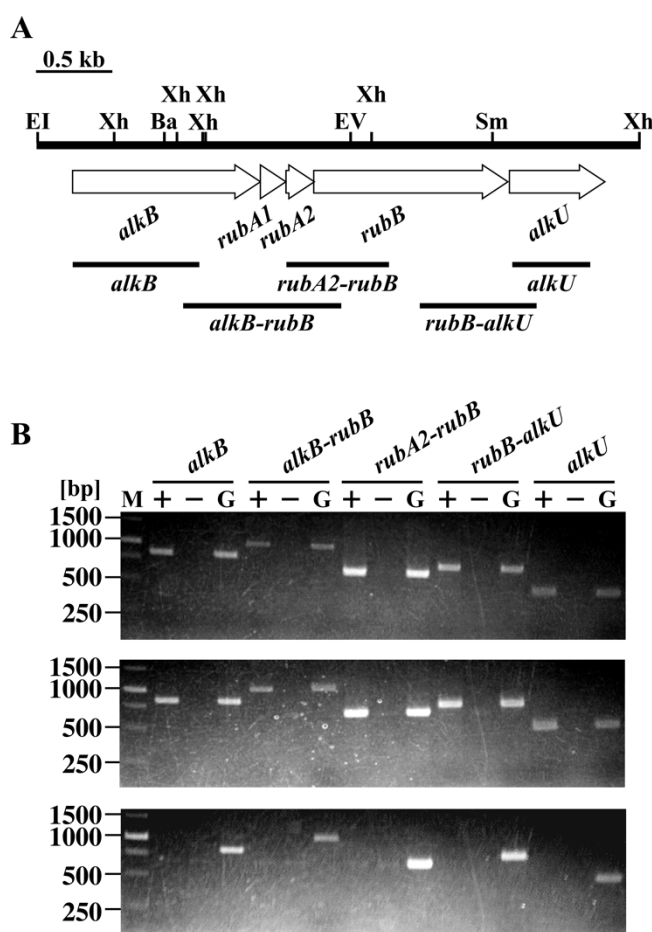 A
0.5 kb
Xh Xh Xh
EI Xh Ba Xh EV Sm Xh
alkB rubA1 rubA2 rubB alkU
alkB rubA2-rubB alkU
alkB-rubB rubB-alkU
B
alkB alkB-rubB rubA2-rubB rubB-alkU alkU
[bp] M + − G + − G + − G + − G + − G
1500
1000
500
250
1500
1000
500
250
1500
1000
500
250